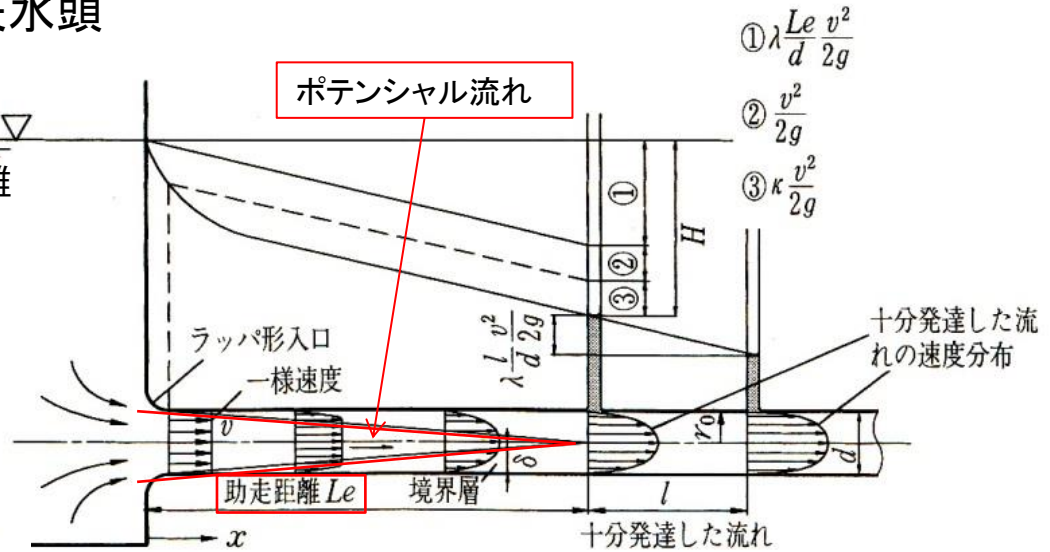 水頭
① λ Le/d v²/2g
ポテンシャル流れ
② v²/2g
③ κ v²/2g
離
①
H
②
③
λ l/d v²/2g
十分発達した流
れの速度分布
ラッパ形入口
一様速度
v
δ
r₀
d
助走距離 Le
境界層
l
x
十分発達した流れ